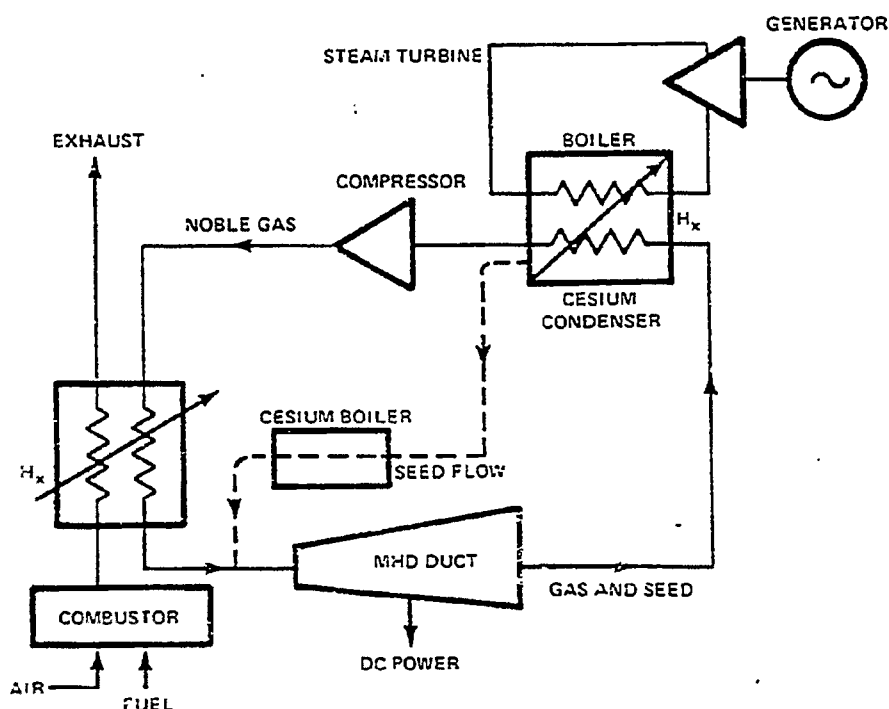 GENERATOR
STEAM TURBINE
EXHAUST
BOILER
COMPRESSOR
NOBLE GAS
Hx
CESIUM
CONDENSER
CESIUM BOILER
SEED FLOW
Hx
MHD DUCT
GAS AND SEED
COMBUSTOR
DC POWER
AIR
FUEL